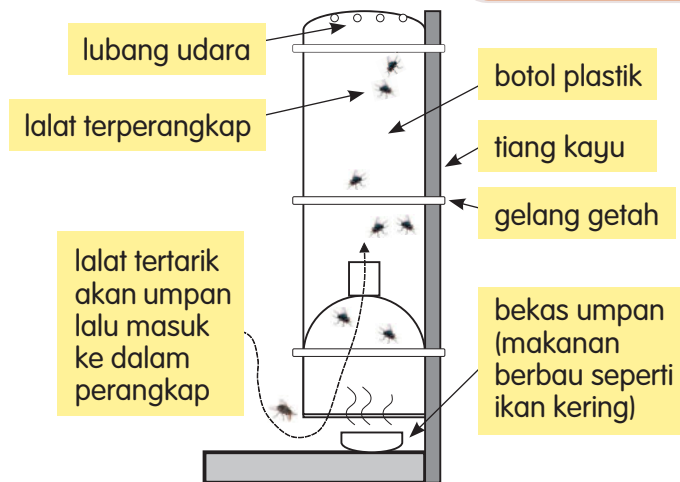 lubang udara
lalat terperangkap
lalat tertarik
akan umpan
lalu masuk
ke dalam
perangkap
botol plastik
tiang kayu
gelang getah
bekas umpan
(makanan
berbau seperti
ikan kering)